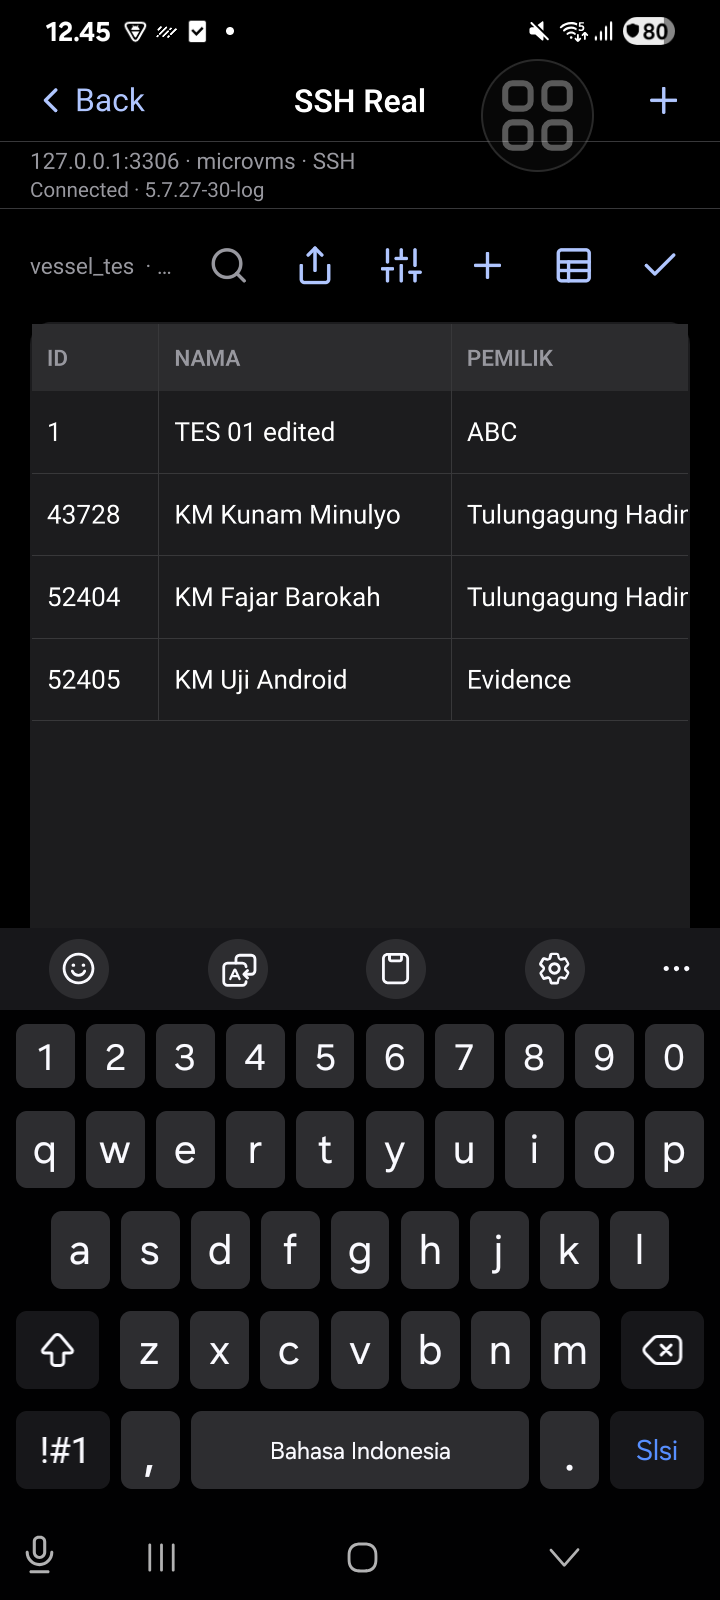 12.45
80
Back
SSH Real
127.0.0.1:3306 · microvms · SSH
Connected · 5.7.27-30-log
vessel_tes · ...
ID NAMA PEMILIK
1 TES 01 edited ABC
43728 KM Kunam Minulyo Tulungagung Hadir
52404 KM Fajar Barokah Tulungagung Hadir
52405 KM Uji Android Evidence
1 2 3 4 5 6 7 8 9 0
q w e r t y u i o p
a s d f g h j k l
z x c v b n m
!#1 , Bahasa Indonesia . Slsi